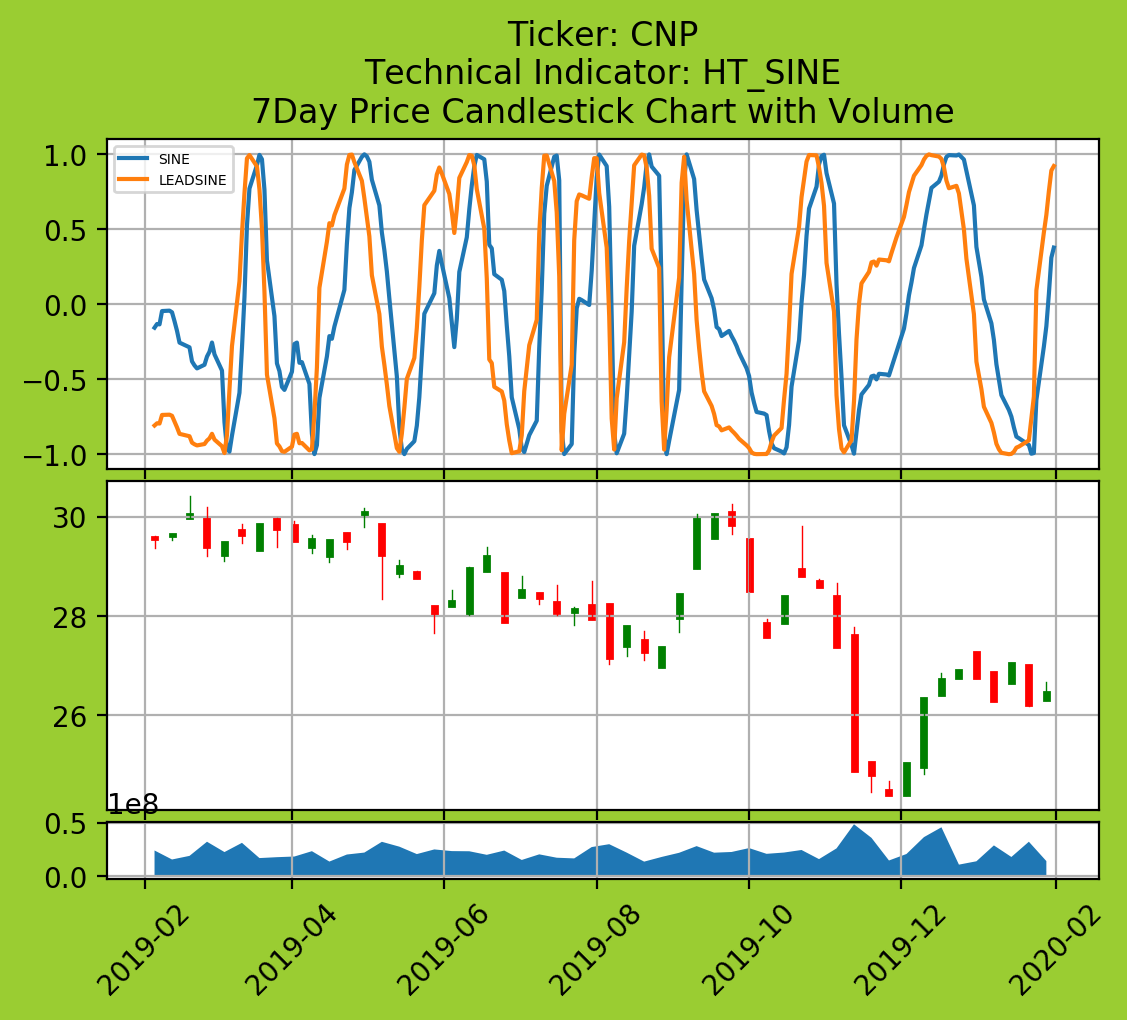 Ticker: CNP
Technical Indicator: HT_SINE
7Day Price Candlestick Chart with Volume
SINE
LEADSINE
1.0
0.5
0.0
−0.5
−1.0
30
28
26
1e8
0.5
0.0
2019-02
2019-04
2019-06
2019-08
2019-10
2019-12
2020-02